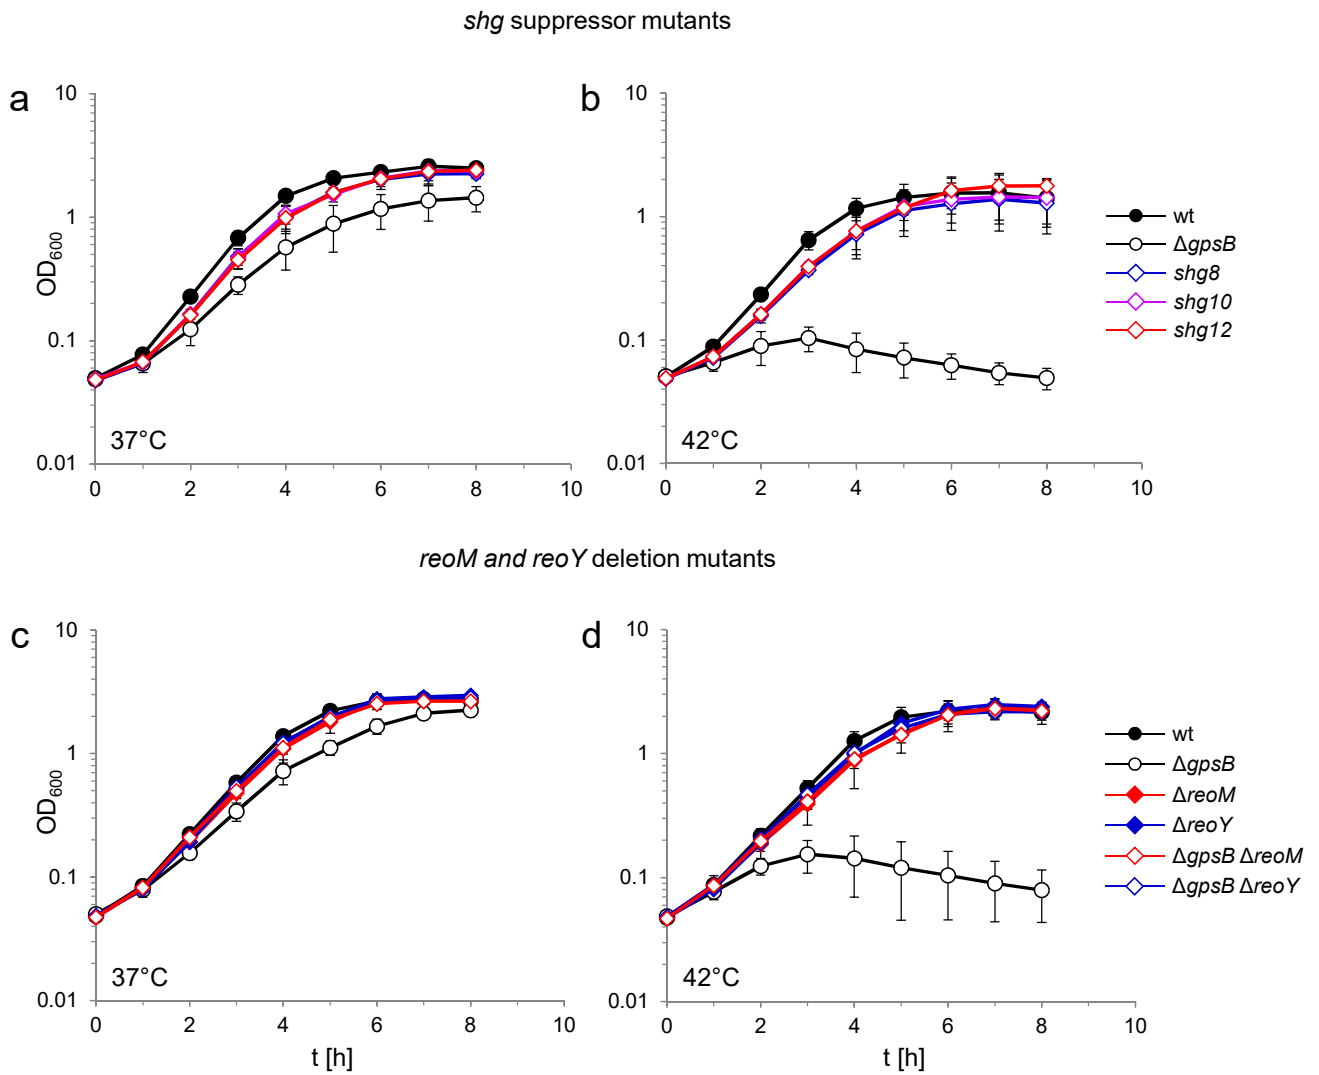 shg suppressor mutants
a
10
1
0.1
0.01
OD600
37°C
0 2 4 6 8 10
b
10
1
0.1
0.01
42°C
0 2 4 6 8 10
wt
ΔgpsB
shg8
shg10
shg12
reoM and reoY deletion mutants
c
10
1
0.1
0.01
OD600
37°C
0 2 4 6 8 10
t [h]
d
10
1
0.1
0.01
42°C
0 2 4 6 8 10
t [h]
wt
ΔgpsB
ΔreoM
ΔreoY
ΔgpsB ΔreoM
ΔgpsB ΔreoY